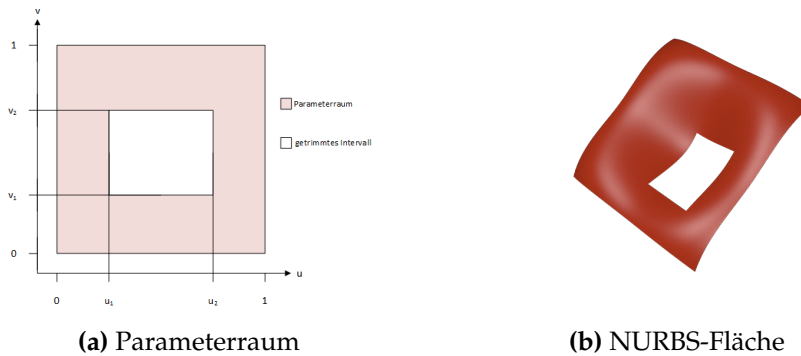 v
1
v₂
v₁
0
0
u₁
u₂
1
u
Parameterraum
getrimmtes Intervall
(a) Parameterraum
(b) NURBS-Fläche